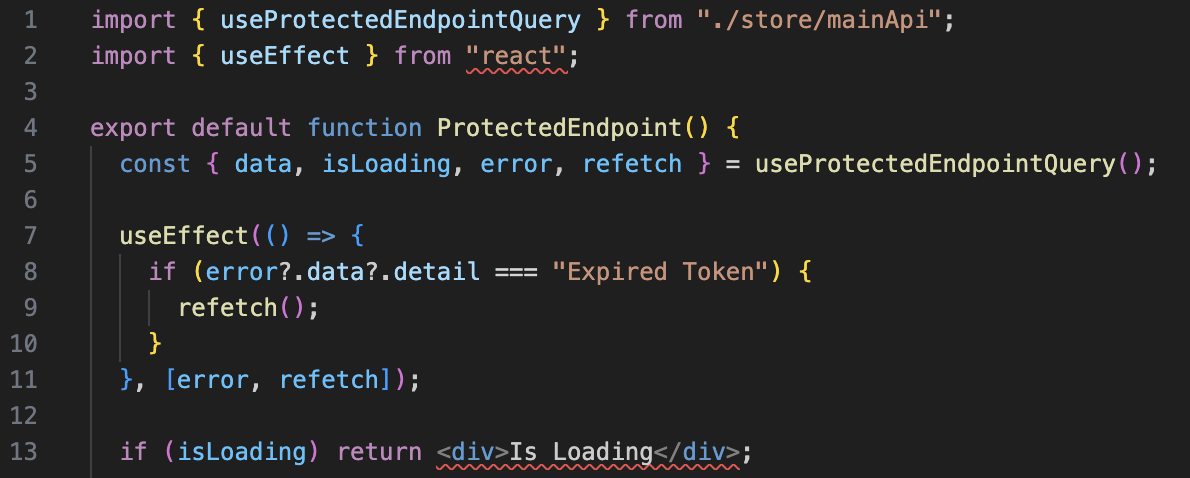 1 import { useProtectedEndpointQuery } from "./store/mainApi";
2 import { useEffect } from "react";
3
4 export default function ProtectedEndpoint() {
5   const { data, isLoading, error, refetch } = useProtectedEndpointQuery();
6
7   useEffect(() => {
8     if (error?.data?.detail === "Expired Token") {
9       refetch();
10     }
11   }, [error, refetch]);
12
13   if (isLoading) return <div>Is Loading</div>;